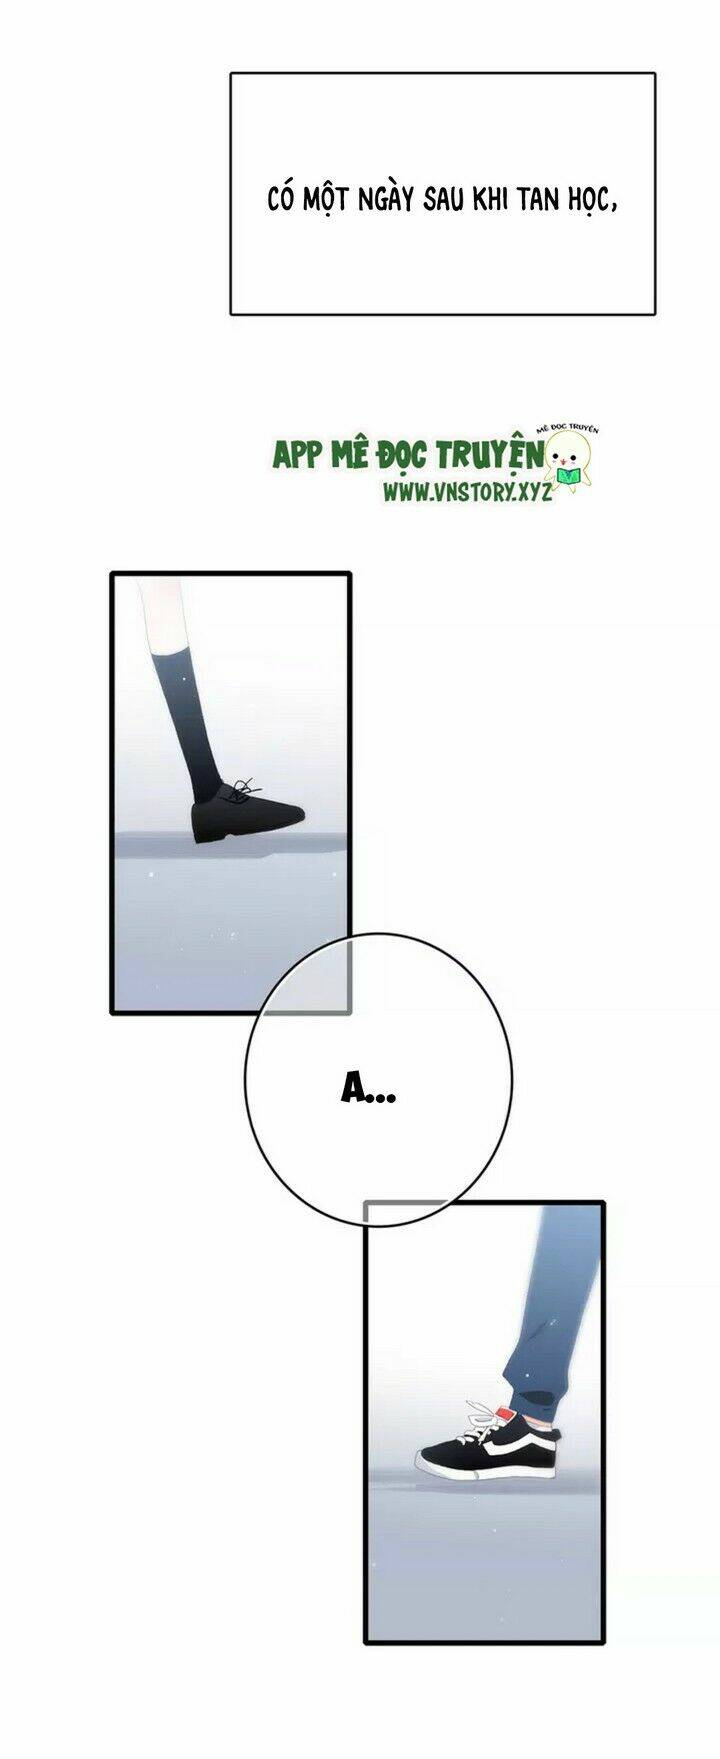 CÓ MỘT NGÀY SAU KHI TAN HỌC,
MÊ ĐỌC TRUYỆN
APP MÊ ĐỌC TRUYỆN
WWW.VNSTORY.XYZ
A...